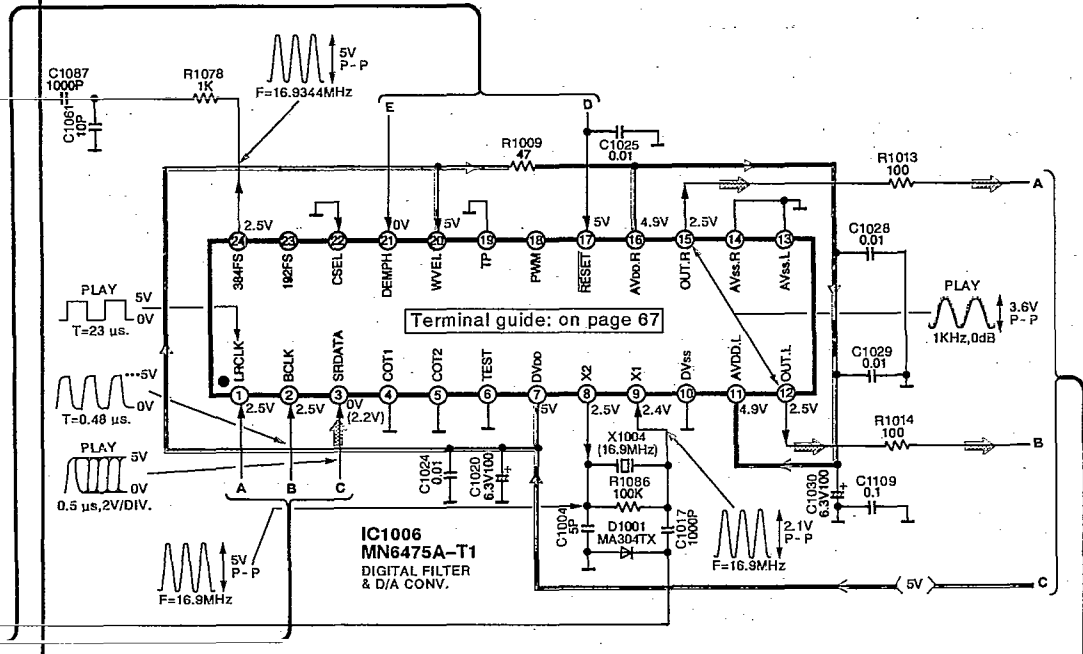 C1087
1000P
R1078
1K
C1061
10P
5V
P-P
F=16.9344MHz
E
D
R1009
47
C1025
0.01
R1013
100
A
2.5V
0V
5V
5V
4.9V
2.5V
24
23
22
21
20
19
18
17
16
15
14
13
384FS
192FS
CSEL
DEMPH
WVEL
TP
PWM
RESET
AVDD.R
OUT.R
AVss.R
AVss.L
C1028
0.01
PLAY
5V
0V
T=23 µs.
Terminal guide: on page 67
PLAY
3.6V
P-P
1KHz,0dB
LRCLK
BCLK
SRDATA
COT1
COT2
TEST
DVDD
X2
X1
DVss
AVDD.L
OUT.L
C1029
0.01
5V
0V
T=0.48 µs.
1
2
3
4
5
6
7
8
9
10
11
12
2.5V
2.5V
0V
(2.2V)
5V
2.5V
2.4V
4.9V
2.5V
X1004
(16.9MHz)
R1014
100
B
PLAY
5V
0V
0.5 µs,2V/DIV.
A
B
C
C1024
0.01
C1020
6.3V100
R1086
100K
C1004
5P
D1001
MA304TX
C1017
1000P
2.1V
P-P
F=16.9MHz
C1030
6.3V100
C1109
0.1
5V
P-P
F=16.9MHz
IC1006
MN6475A-T1
DIGITAL FILTER
& D/A CONV.
5V
C